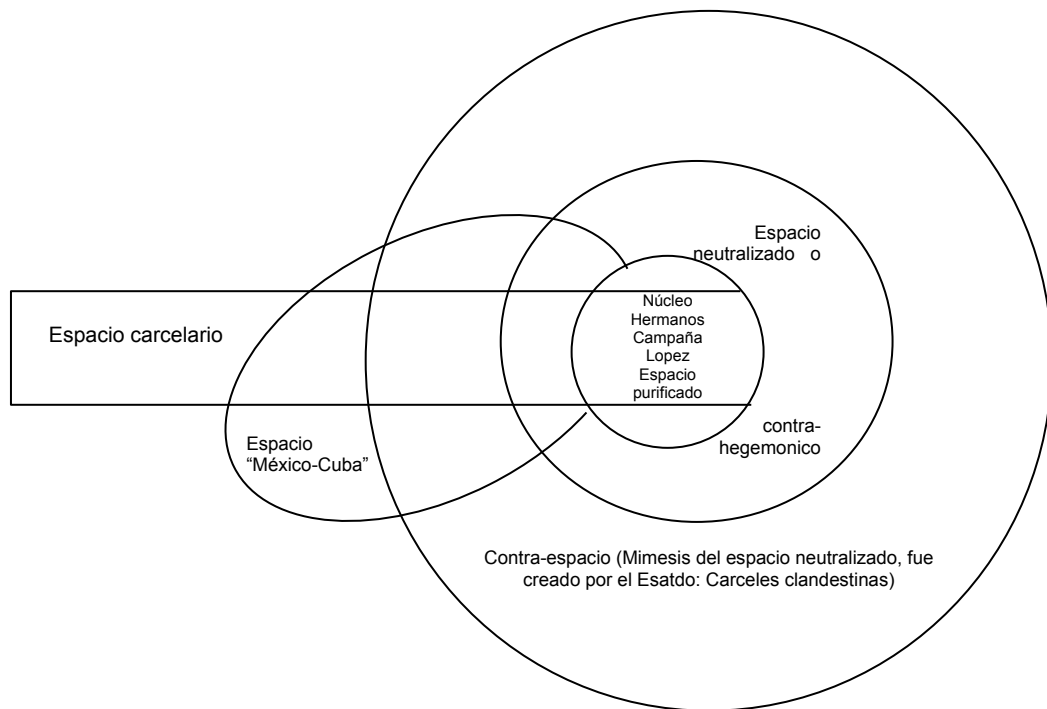 Espacio
neutralizado o
Núcleo
Hermanos
Campaña
Lopez
Espacio
purificado
Espacio carcelario
contra-
hegemonico
Espacio
“México-Cuba”
Contra-espacio (Mimesis del espacio neutralizado, fue
creado por el Esatdo: Carceles clandestinas)